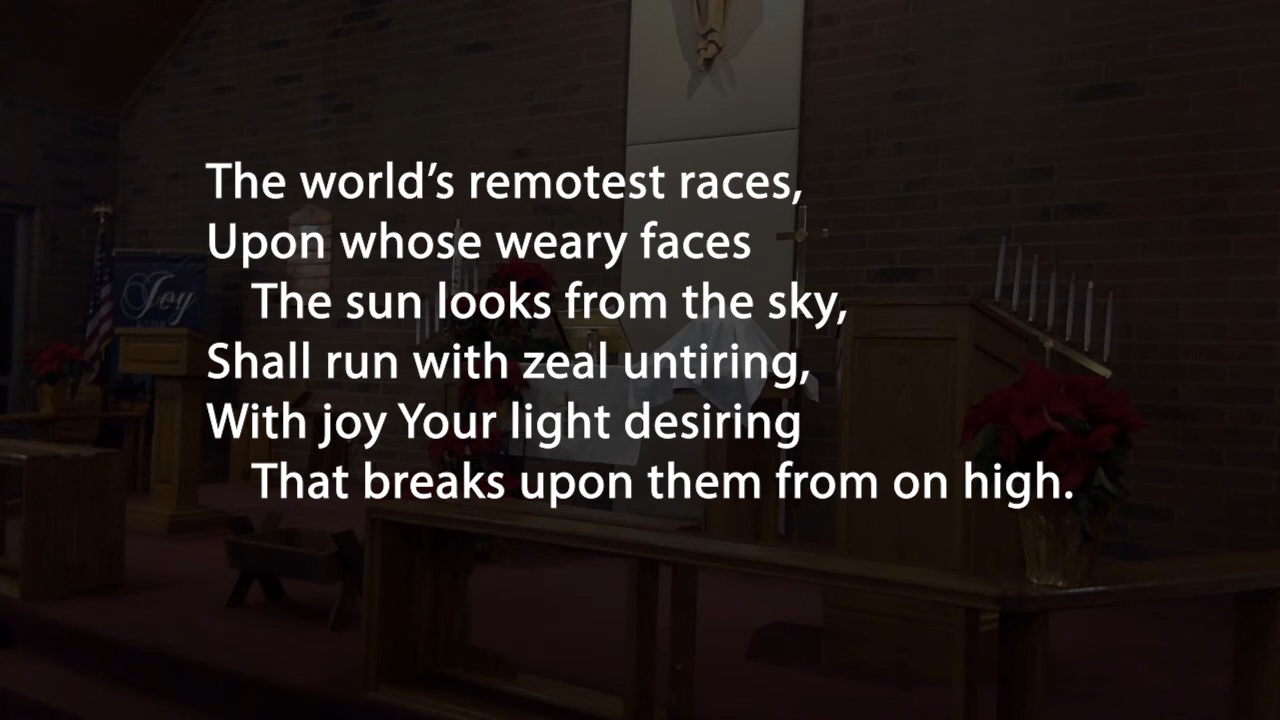 The world’s remotest races,
Upon whose weary faces
The sun looks from the sky,
Shall run with zeal untiring,
With joy Your light desiring
That breaks upon them from on high.
Joy